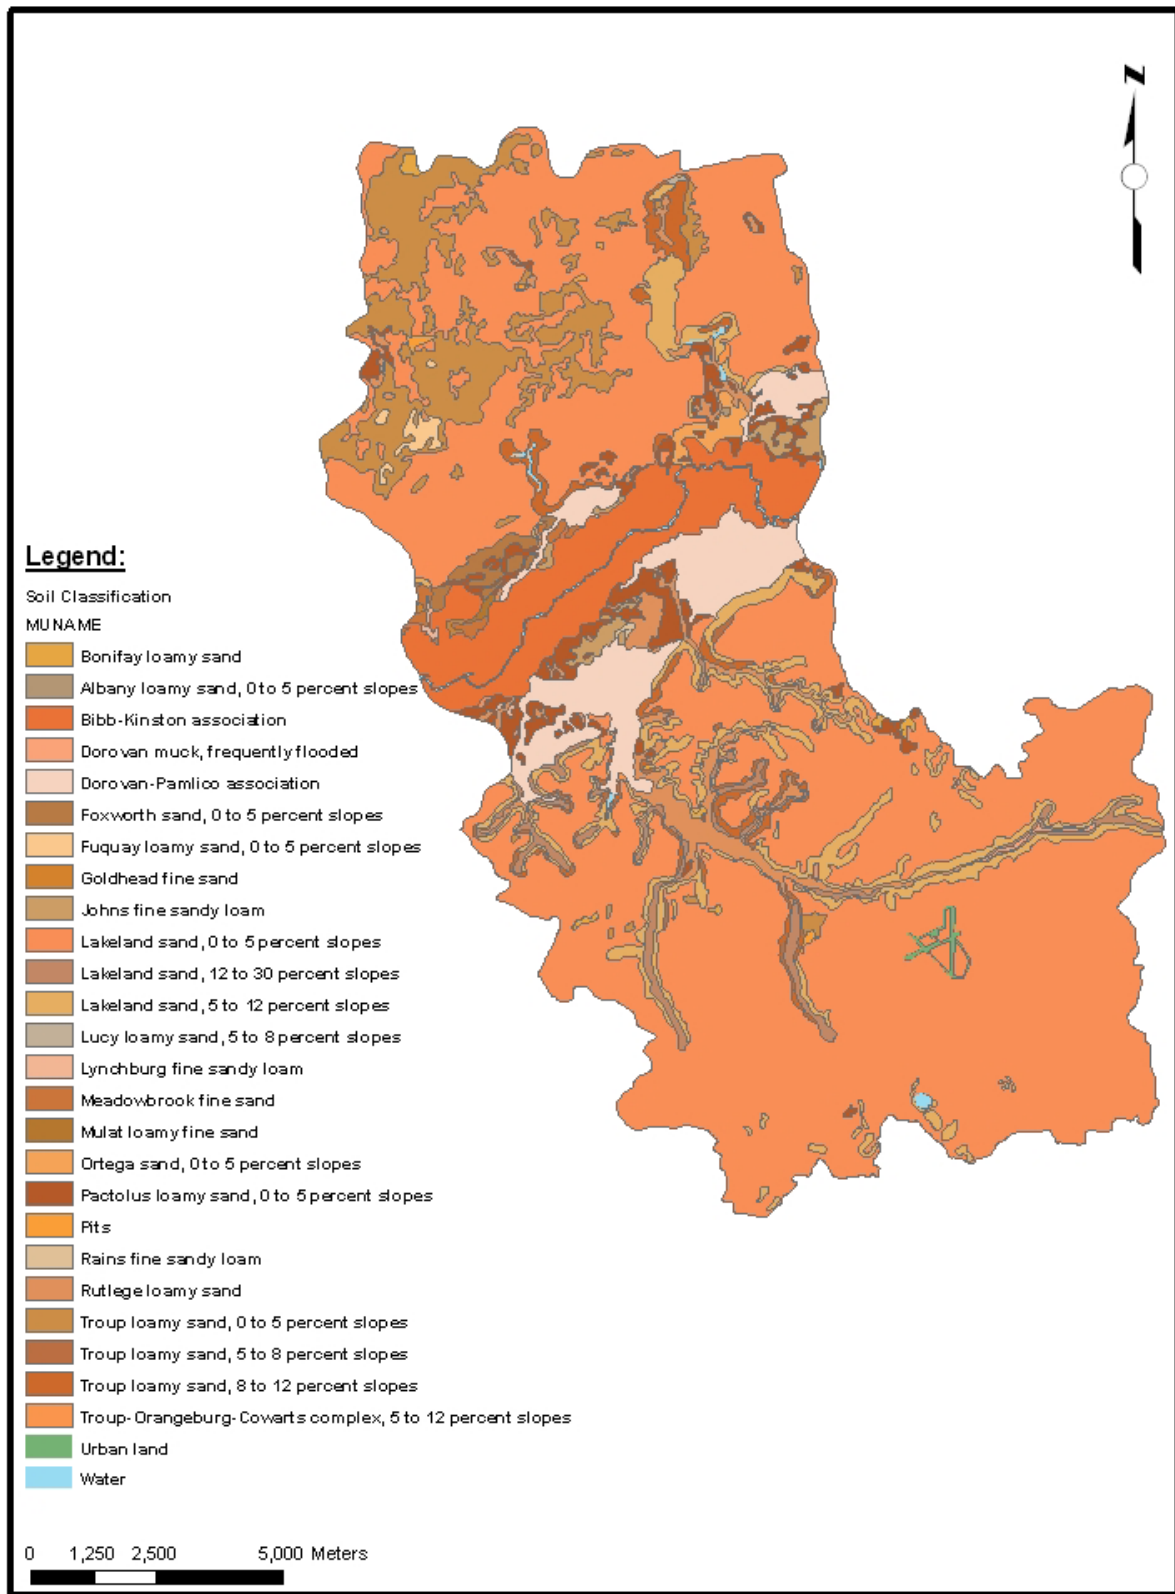 N
Legend:
Soil Classification
MUNAME
Bonifay loamy sand
Albany loamy sand, 0 to 5 percent slopes
Bibb-Kinston association
Dorovan muck, frequently flooded
Dorovan-Pamlico association
Foxworth sand, 0 to 5 percent slopes
Fuquay loamy sand, 0 to 5 percent slopes
Goldhead fine sand
Johns fine sandy loam
Lakeland sand, 0 to 5 percent slopes
Lakeland sand, 12 to 30 percent slopes
Lakeland sand, 5 to 12 percent slopes
Lucy loamy sand, 5 to 8 percent slopes
Lynchburg fine sandy loam
Meadowbrook fine sand
Mulat loamy fine sand
Ortega sand, 0 to 5 percent slopes
Pactolus loamy sand, 0 to 5 percent slopes
Pits
Rains fine sandy loam
Rutlege loamy sand
Troup loamy sand, 0 to 5 percent slopes
Troup loamy sand, 5 to 8 percent slopes
Troup loamy sand, 8 to 12 percent slopes
Troup-Orangeburg-Cowarts complex, 5 to 12 percent slopes
Urban land
Water
0 1,250 2,500 5,000 Meters